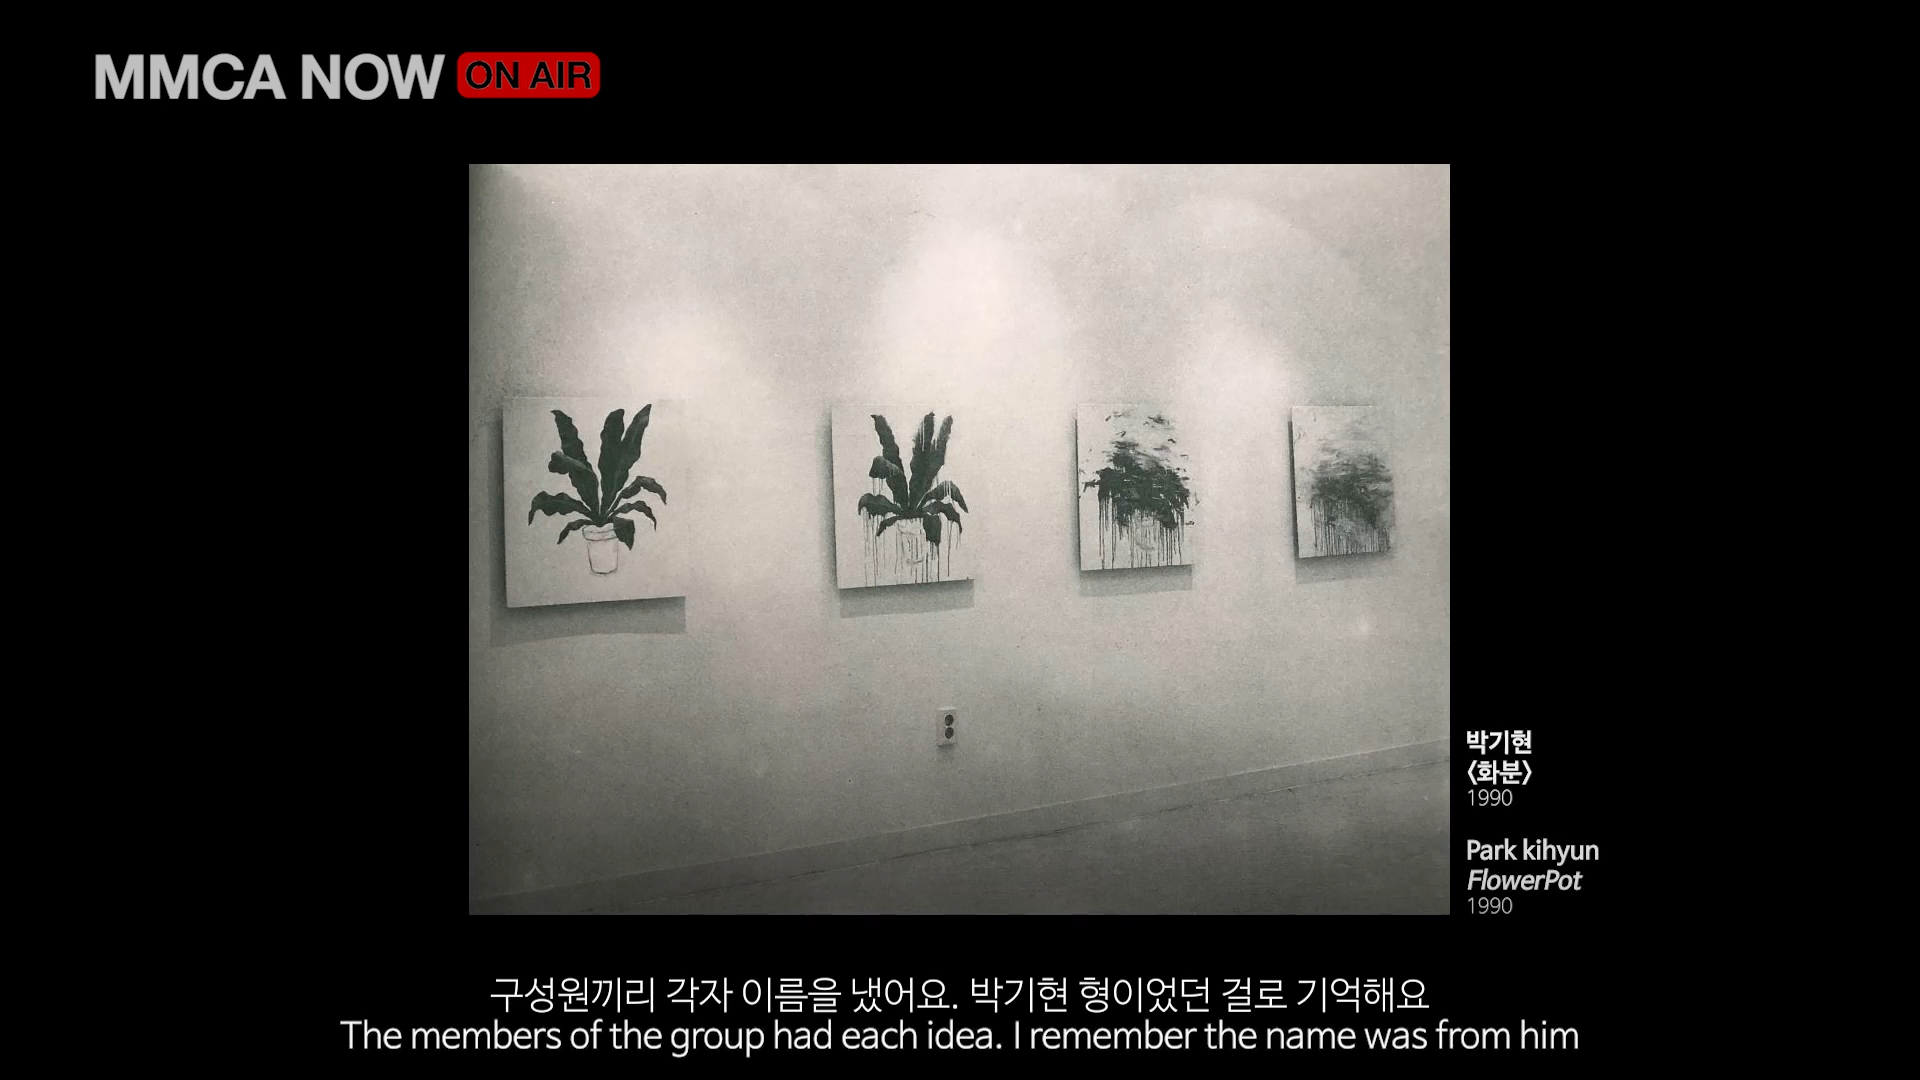 MMCA NOW ON AIR
박기현
〈화분〉
1990
Park kihyun
FlowerPot
1990
구성원끼리 각자 이름을 냈어요. 박기현 형이었던 걸로 기억해요
The members of the group had each idea. I remember the name was from him